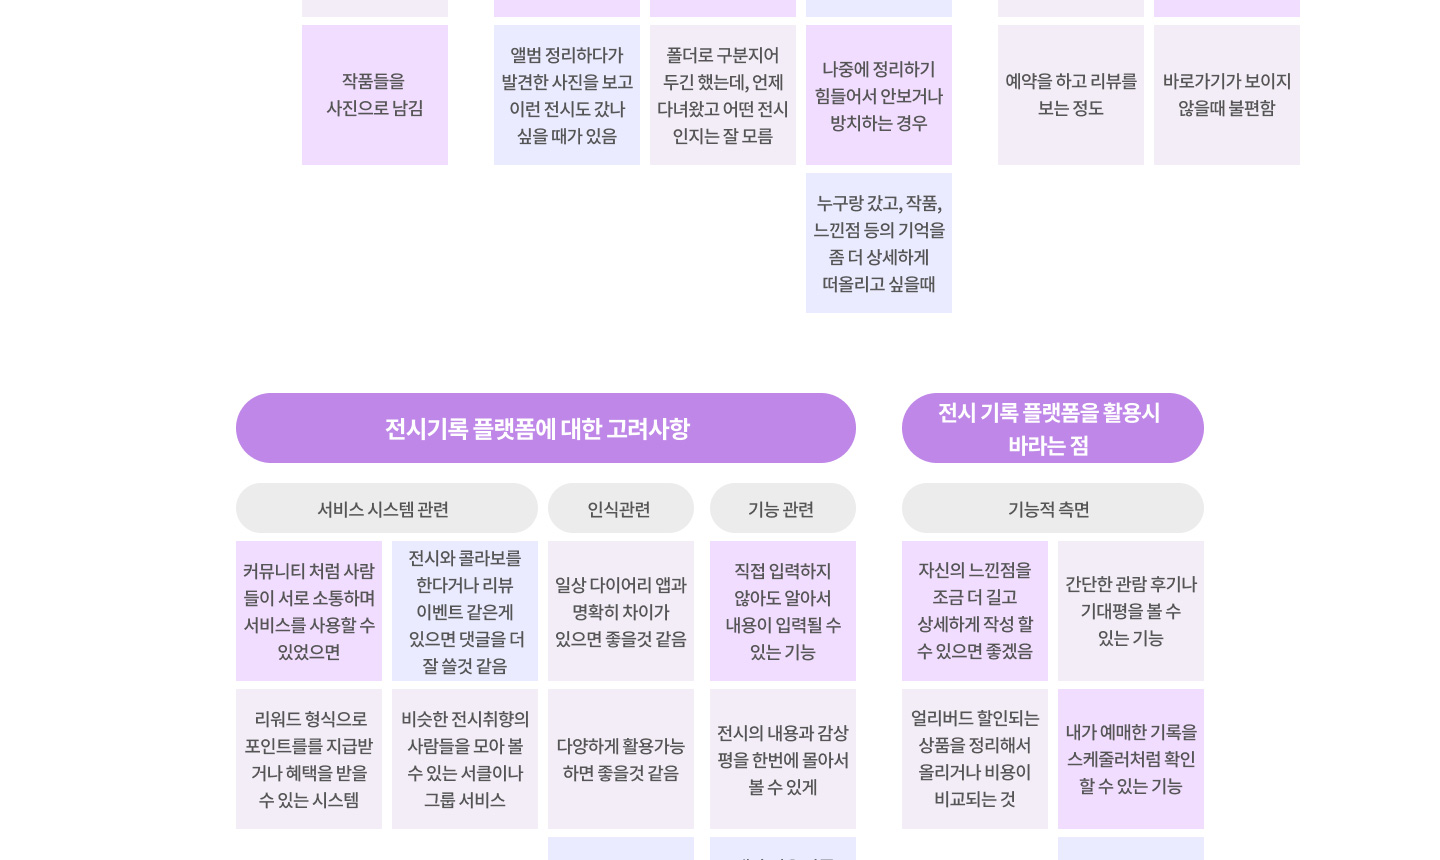 작품들을
사진으로 남김
앨범 정리하다가
발견한 사진을 보고
이런 전시도 갔나
싶을 때가 있음
폴더로 구분지어
두긴 했는데, 언제
다녀왔고 어떤 전시
인지는 잘 모름
나중에 정리하기
힘들어서 안보거나
방치하는 경우
예약을 하고 리뷰를
보는 정도
바로가기가 보이지
않을때 불편함
누구랑 갔고, 작품,
느낀점 등의 기억을
좀 더 상세하게
떠올리고 싶을때
전시기록 플랫폼에 대한 고려사항
서비스 시스템 관련
인식관련
기능 관련
커뮤니티 처럼 사람
들이 서로 소통하며
서비스를 사용할 수
있었으면
전시와 콜라보를
한다거나 리뷰
이벤트 같은게
있으면 댓글을 더
잘 쓸것 같음
일상 다이어리 앱과
명확히 차이가
있으면 좋을것 같음
직접 입력하지
않아도 알아서
내용이 입력될 수
있는 기능
리워드 형식으로
포인트를를 지급받
거나 혜택을 받을
수 있는 시스템
비슷한 전시취향의
사람들을 모아 볼
수 있는 서클이나
그룹 서비스
다양하게 활용가능
하면 좋을것 같음
전시의 내용과 감상
평을 한번에 몰아서
볼 수 있게
전시 기록 플랫폼을 활용시
바라는 점
기능적 측면
자신의 느낀점을
조금 더 길고
상세하게 작성 할
수 있으면 좋겠음
간단한 관람 후기나
기대평을 볼 수
있는 기능
얼리버드 할인되는
상품을 정리해서
올리거나 비용이
비교되는 것
내가 예매한 기록을
스케줄러처럼 확인
할 수 있는 기능